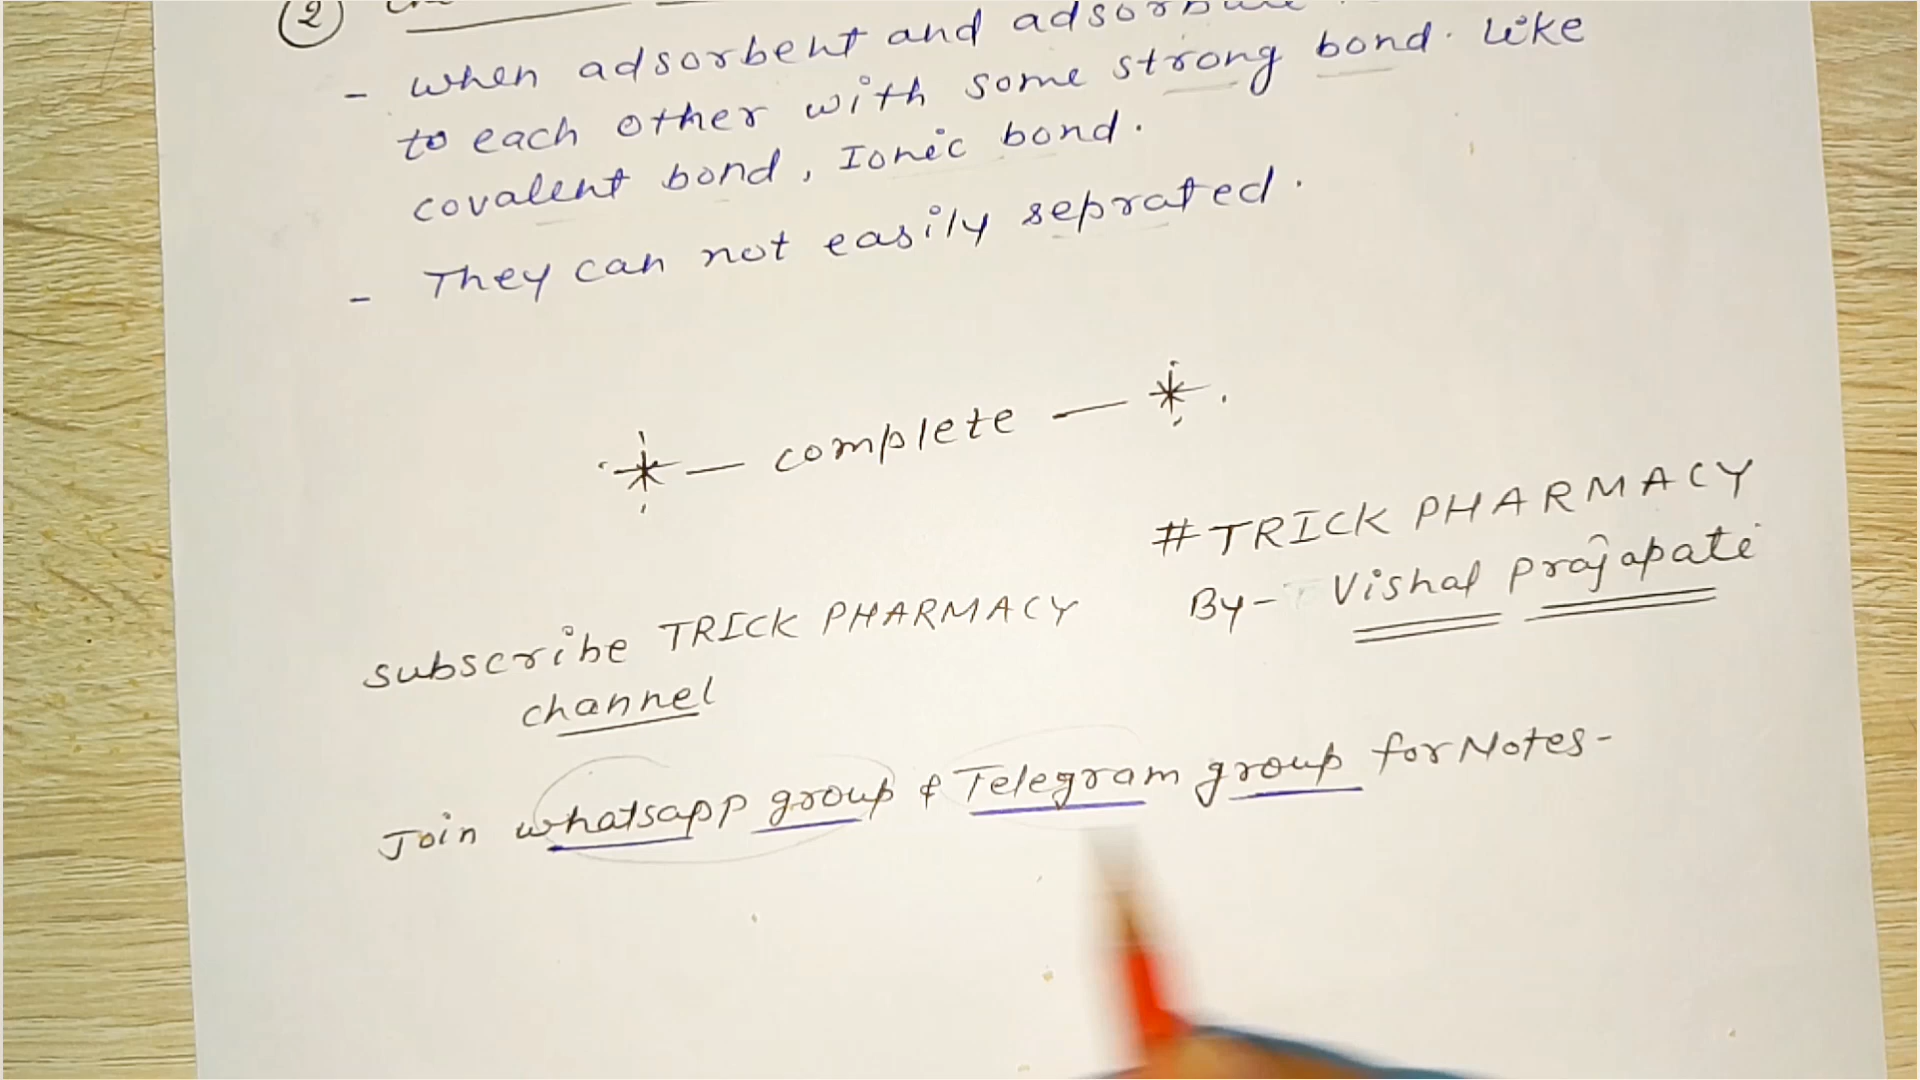 ②
- when adsorbent and adsorbate
to each other with some strong bond. Like
covalent bond, Ionic bond.
- They can not easily seprated.
* — complete — *.
#TRICK PHARMACY
By- Vishal Prajapati
subscribe TRICK PHARMACY
channel
Join whatsapp group & Telegram group for Notes-